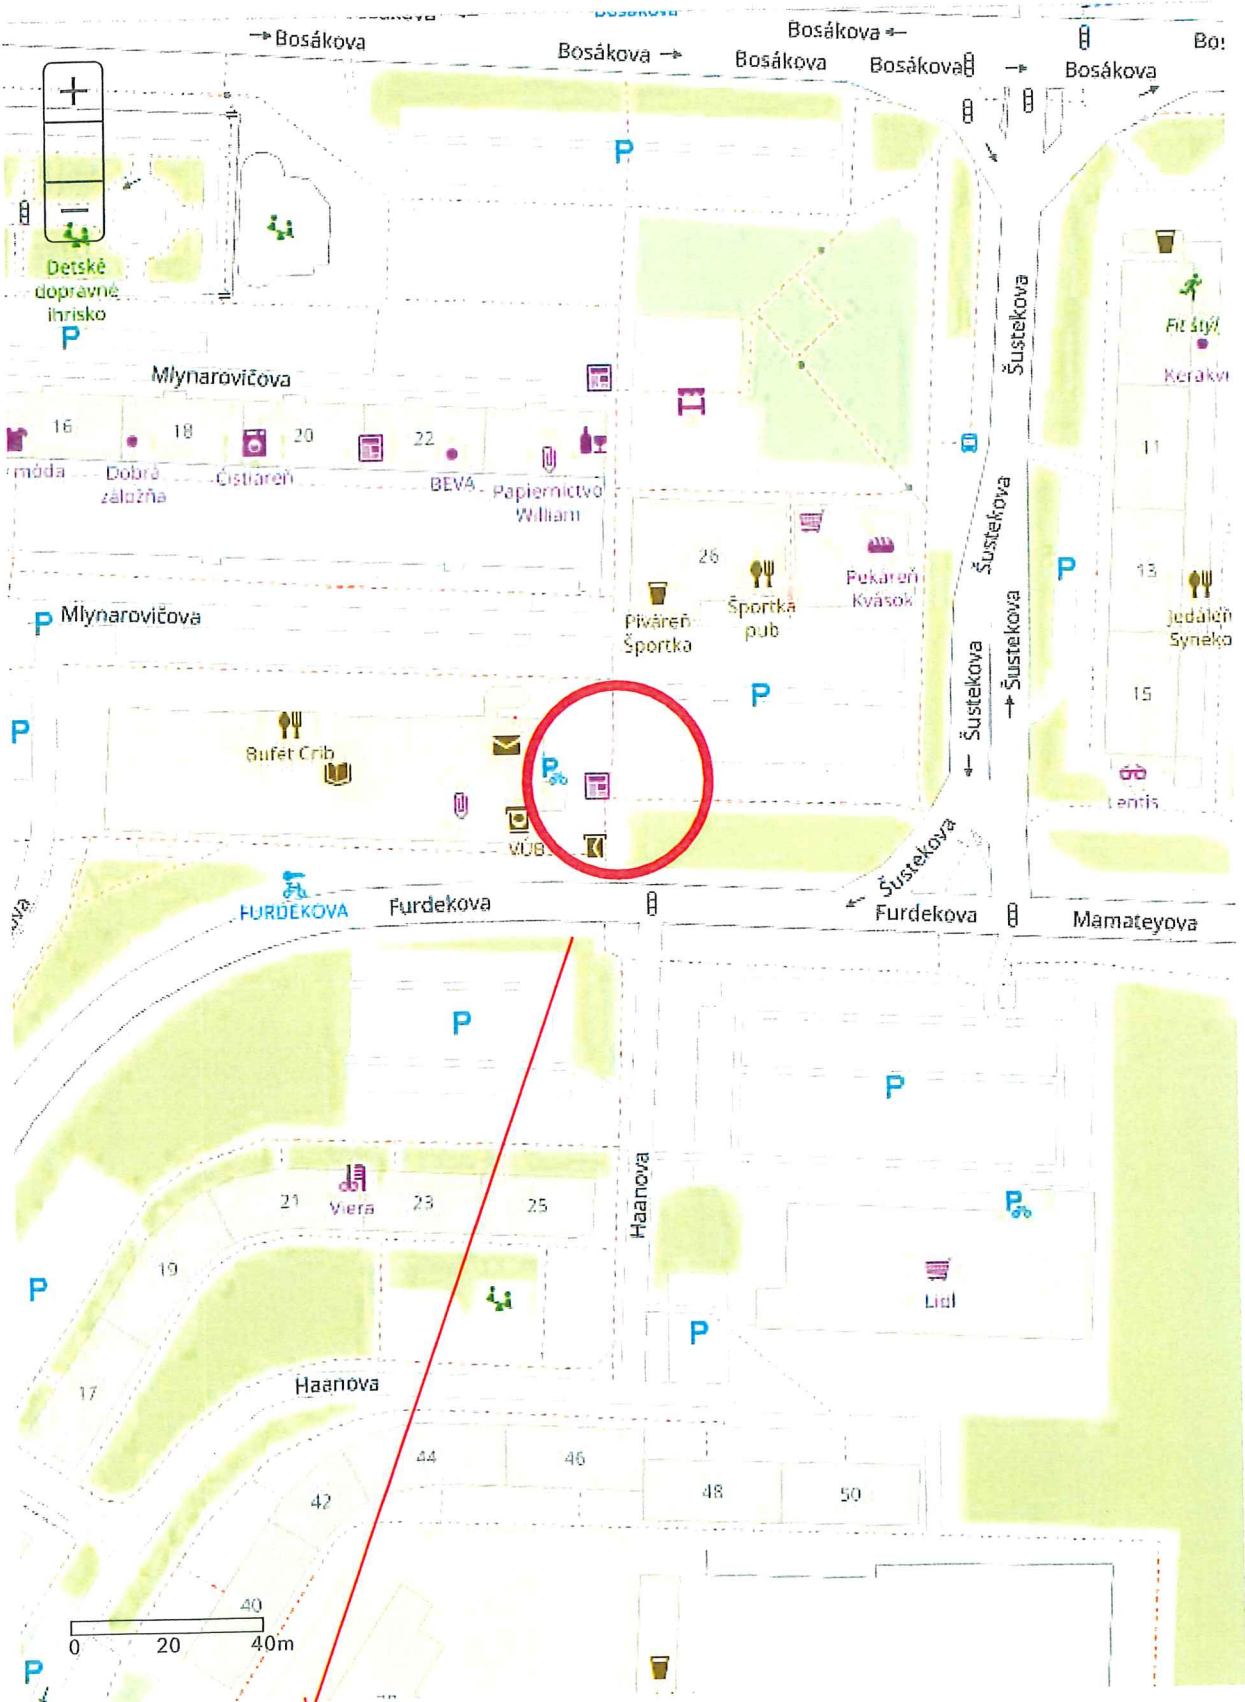 Bosákova
→ Bosákova
Bosákova →
Bosákova ←
Bosákova
Bosákova
→ Bosákova
+
−
P
Detské
dopravné
ihrisko
P
Šustekova
Fit štýl
Mlynarovičova
16
18
20
22
móda
Dobrá
záložňa
Čistiareň
BEVA
Papiernictvo
William
11
Šustekova
26
Pekáreň
Kvások
P
13
Piváreň
Športka
Športka
pub
Jedáleň
Syneko
P
Mlynarovičova
→ Šustekova
← Šustekova
15
P
P
Bufet Crib
P
VÚB
Lentis
← Šustekova
FURDEKOVA
Furdekova
Furdekova
Mamateyova
P
P
Haanova
21
Viera
23
25
P
19
P
Lidl
P
17
Haanova
44
46
42
48
50
40
0
20
40m
P